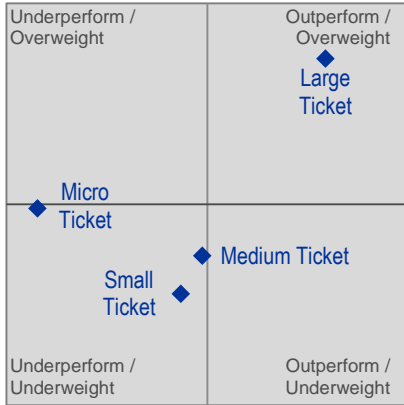 Underperform /
Overweight
Outperform /
Overweight
Large
Ticket
Micro
Ticket
Medium Ticket
Small
Ticket
Underperform /
Underweight
Outperform /
Underweight